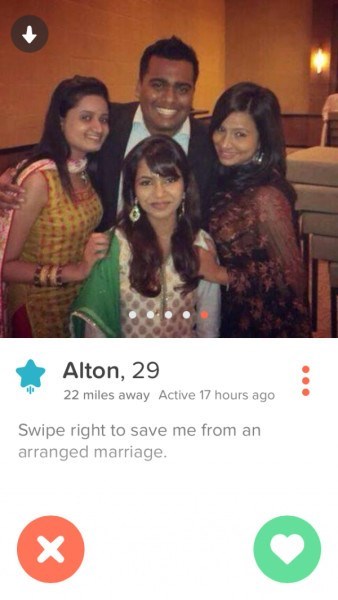 Alton, 29
22 miles away Active 17 hours ago
Swipe right to save me from an
arranged marriage.